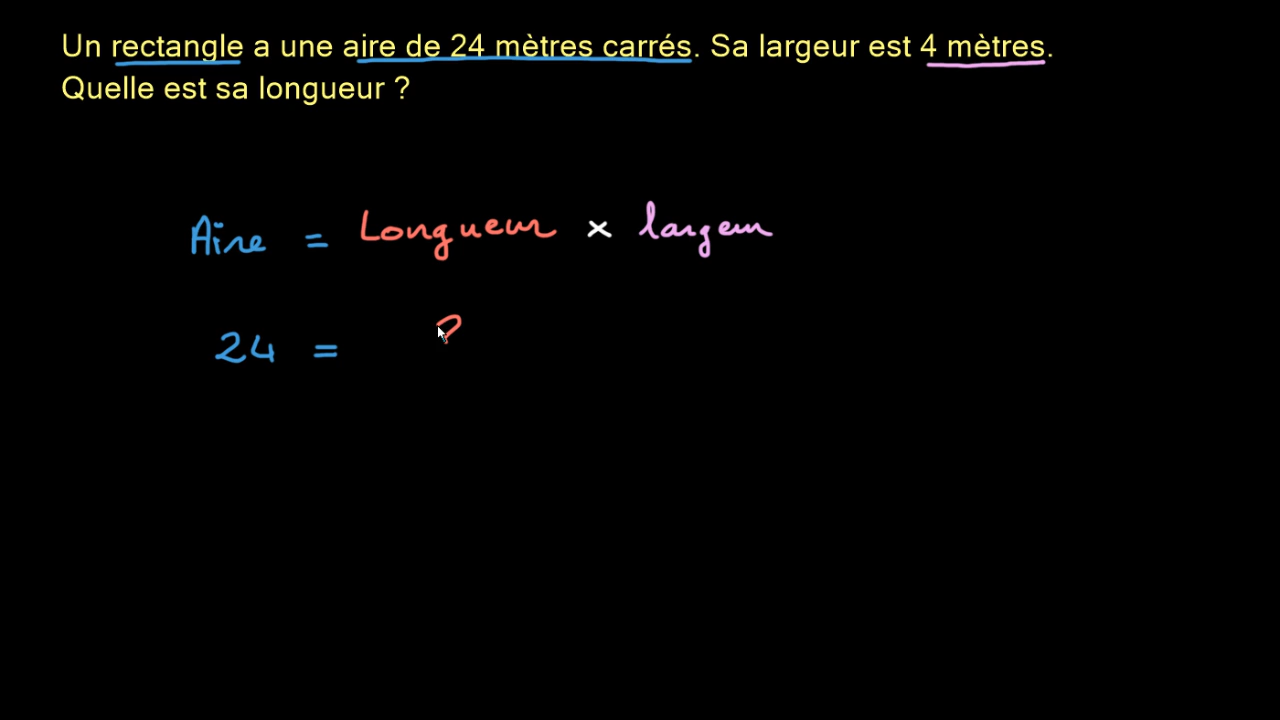 Un rectangle a une aire de 24 mètres carrés. Sa largeur est 4 mètres.
Quelle est sa longueur ?
Aire = Longueur × largeur
24 = ?